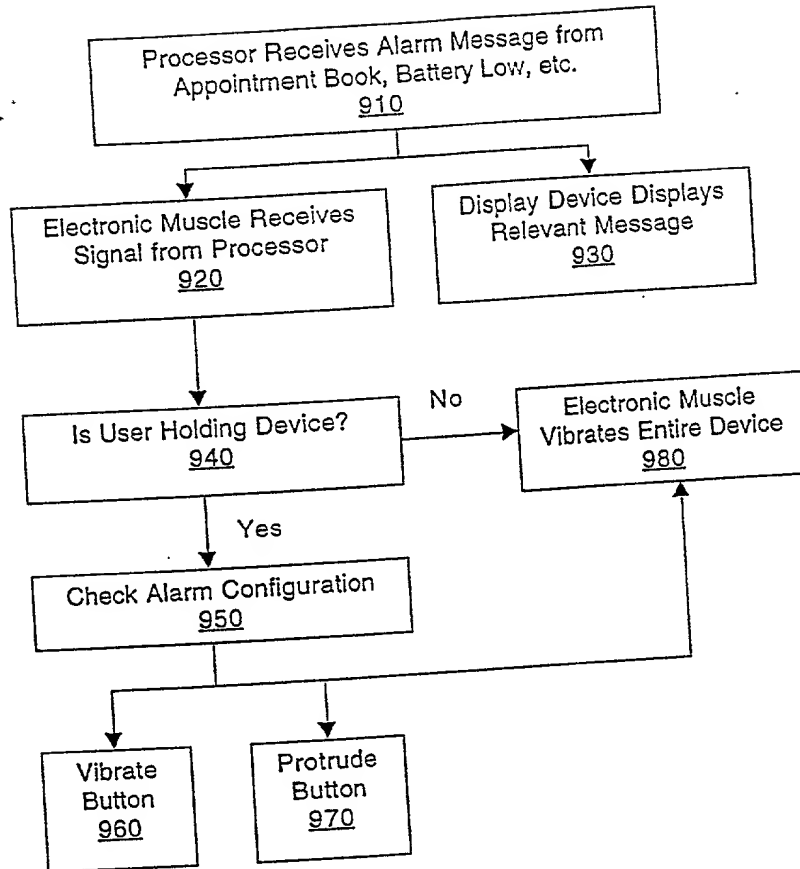 Processor Receives Alarm Message from
Appointment Book, Battery Low, etc.
910
Electronic Muscle Receives
Signal from Processor
920
Display Device Displays
Relevant Message
930
Is User Holding Device?
940
No
Electronic Muscle
Vibrates Entire Device
980
Yes
Check Alarm Configuration
950
Vibrate
Button
960
Protrude
Button
970